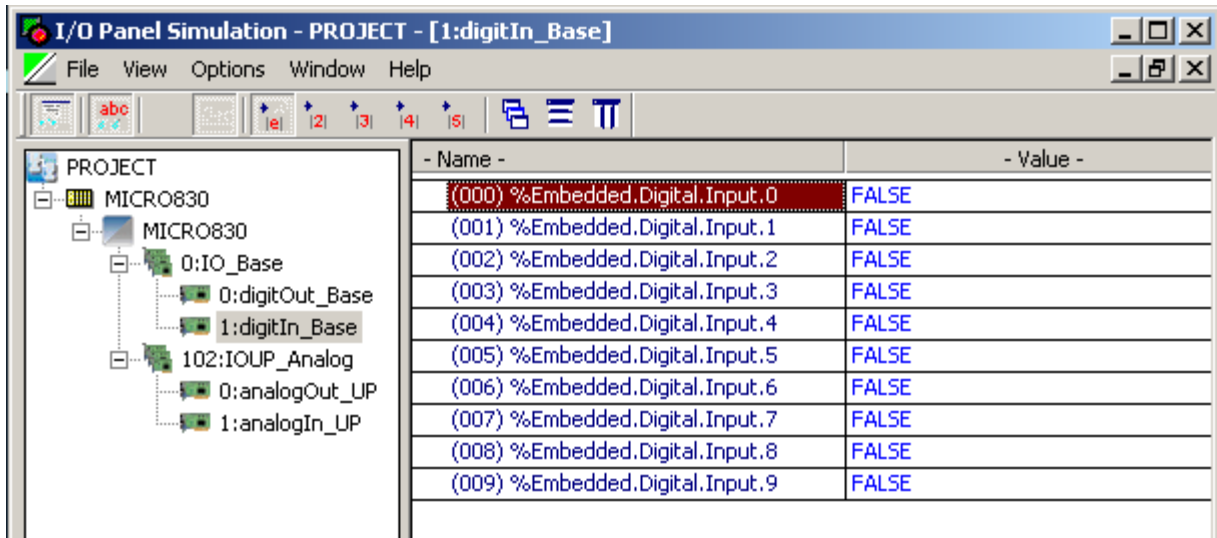 I/O Panel Simulation - PROJECT - [1:digitIn_Base]
File View Options Window Help
abc |e| |2| |3| |4| |5|
PROJECT
MICRO830
MICRO830
0:IO_Base
0:digitOut_Base
1:digitIn_Base
102:IOUP_Analog
0:analogOut_UP
1:analogIn_UP
- Name - - Value -
(000) %Embedded.Digital.Input.0 FALSE
(001) %Embedded.Digital.Input.1 FALSE
(002) %Embedded.Digital.Input.2 FALSE
(003) %Embedded.Digital.Input.3 FALSE
(004) %Embedded.Digital.Input.4 FALSE
(005) %Embedded.Digital.Input.5 FALSE
(006) %Embedded.Digital.Input.6 FALSE
(007) %Embedded.Digital.Input.7 FALSE
(008) %Embedded.Digital.Input.8 FALSE
(009) %Embedded.Digital.Input.9 FALSE